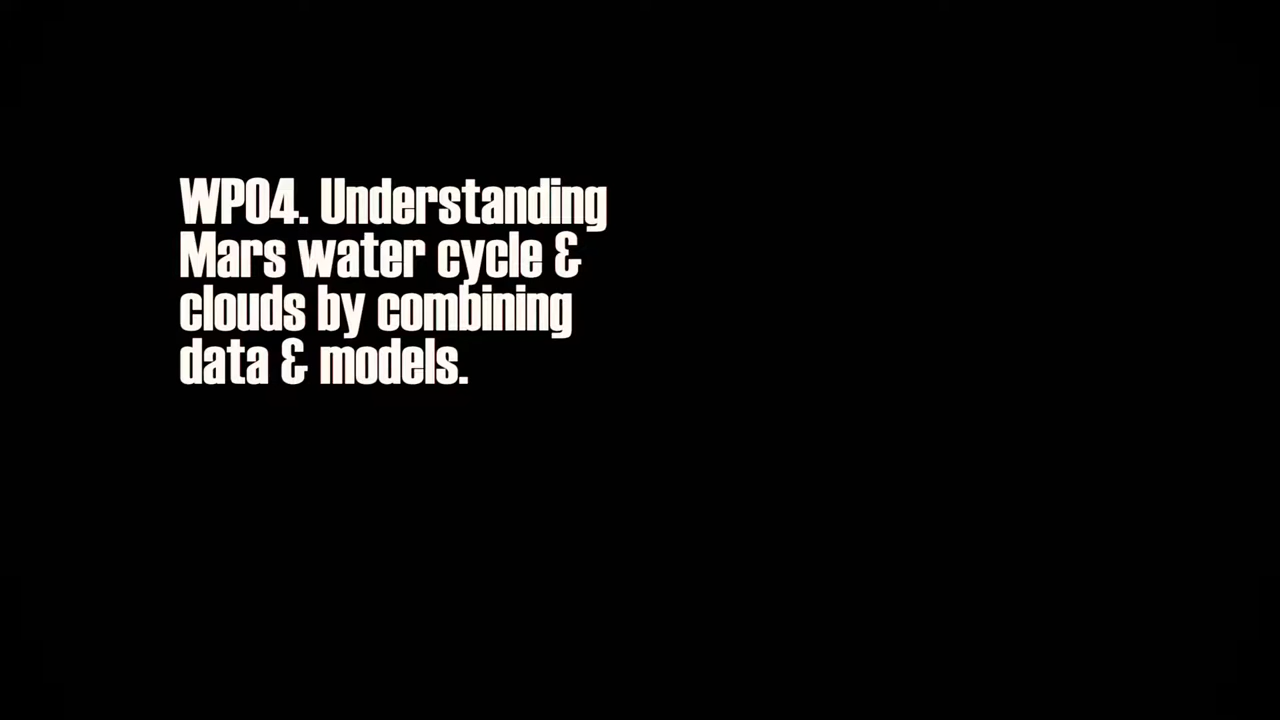 WP04. Understanding
Mars water cycle &
clouds by combining
data & models.